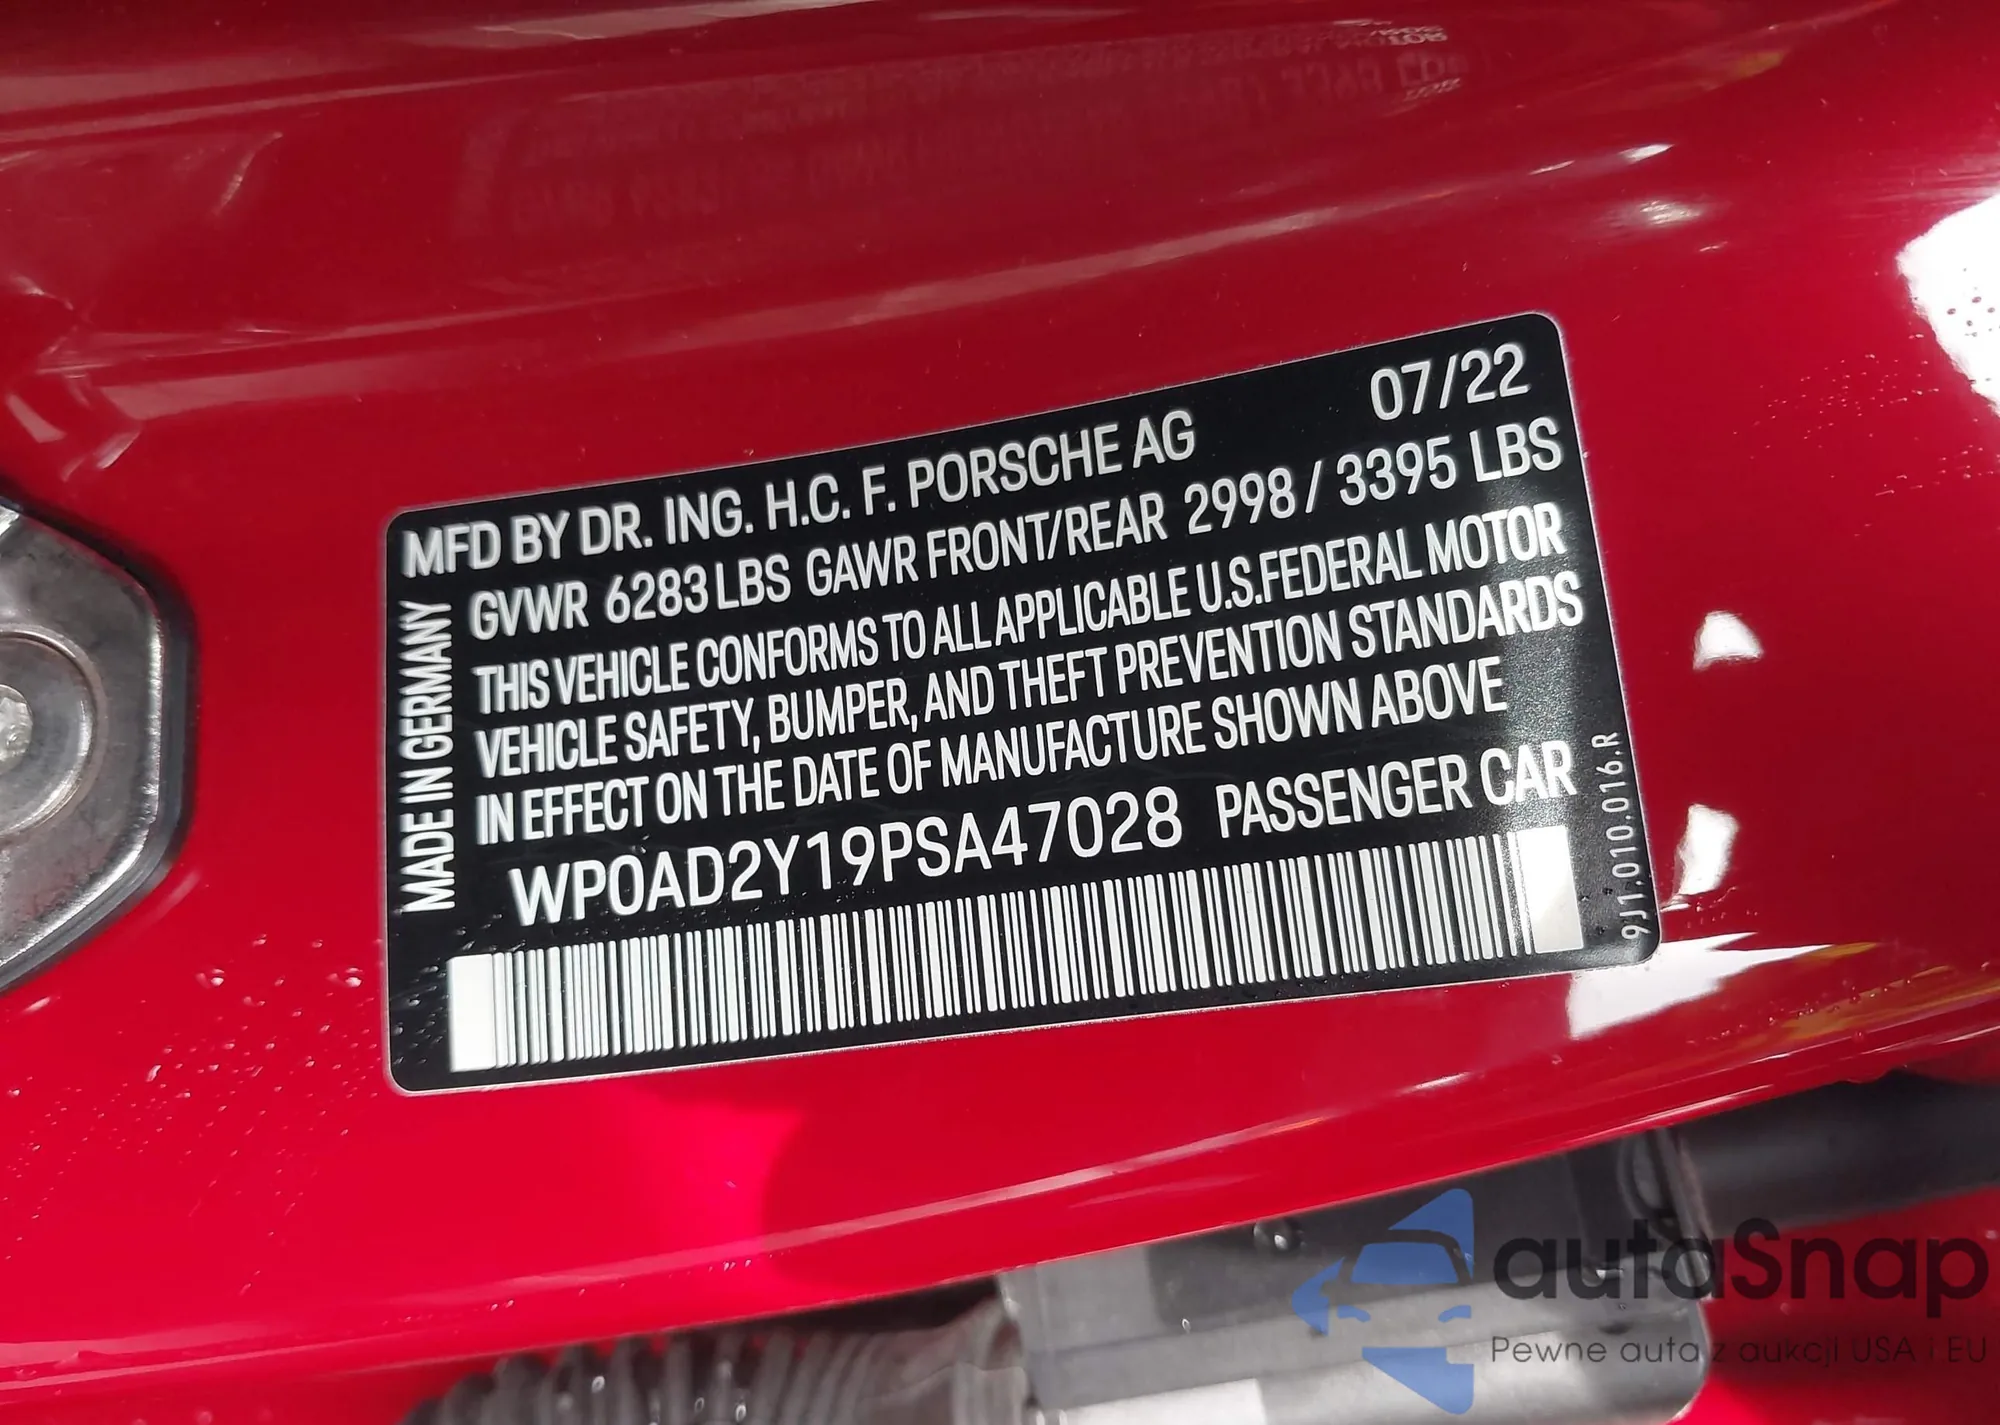 MFD BY DR. ING. H.C. F. PORSCHE AG 07/22
GVWR 6283 LBS GAWR FRONT/REAR 2998 / 3395 LBS
THIS VEHICLE CONFORMS TO ALL APPLICABLE U.S.FEDERAL MOTOR
VEHICLE SAFETY, BUMPER, AND THEFT PREVENTION STANDARDS
IN EFFECT ON THE DATE OF MANUFACTURE SHOWN ABOVE
WP0AD2Y19PSA47028 PASSENGER CAR
MADE IN GERMANY
9J1.010.016.R
autaSnap
Pewne auta z aukcji USA i EU